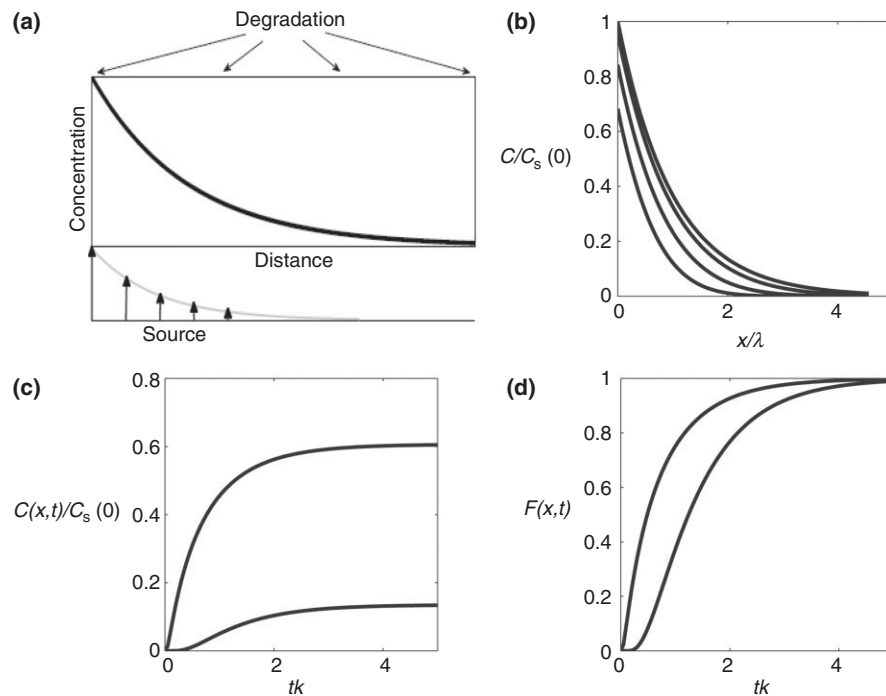 (a)
Degradation
Concentration
Distance
Source
(b)
1
0.8
C/Cs (0)
0.6
0.4
0.2
0
0 2 4
x/λ
(c)
0.8
0.6
C(x,t)/Cs (0)
0.4
0.2
0
0 2 4
tk
(d)
1
0.8
F(x,t)
0.6
0.4
0.2
0
0 2 4
tk